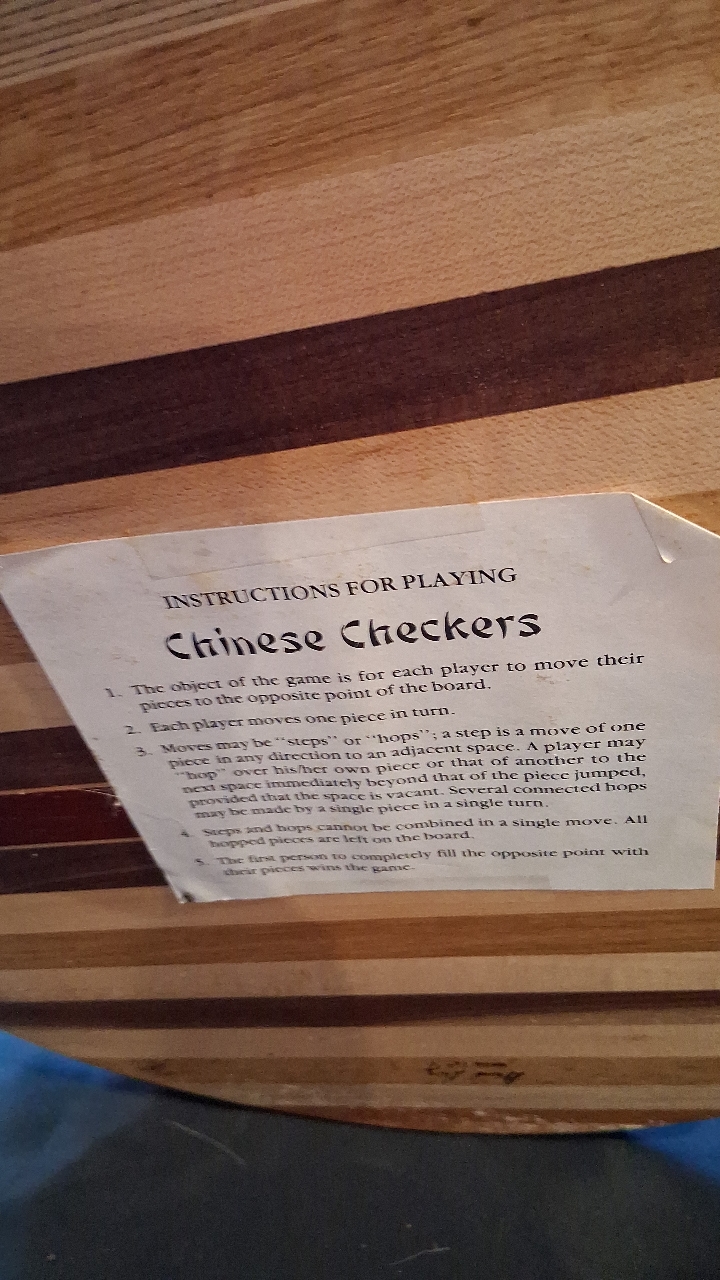 INSTRUCTIONS FOR PLAYING
Chinese Checkers
1. The object of the game is for each player to move their
pieces to the opposite point of the board.
2. Each player moves one piece in turn.
3. Moves may be "steps" or "hops"; a step is a move of one
piece in any direction to an adjacent space. A player may
"hop" over his/her own piece or that of another to the
next space immediately beyond that of the piece jumped,
provided that the space is vacant. Several connected hops
may be made by a single piece in a single turn.
4. Steps and hops cannot be combined in a single move. All
hopped pieces are left on the board.
5. The first person to completely fill the opposite point with
their pieces wins the game.